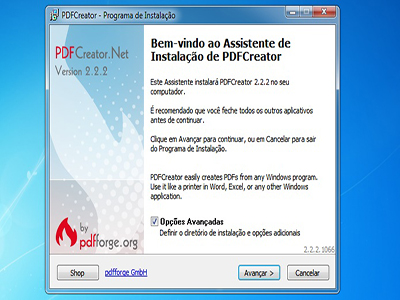 PDFCreator - Programa de Instalação
PDFCreator.Net
Version 2.2.2
Bem-vindo ao Assistente de
Instalação de PDFCreator
Este Assistente instalará PDFCreator 2.2.2 no seu
computador.
É recomendado que você feche todos os outros aplicativos
antes de continuar.
Clique em Avançar para continuar, ou em Cancelar para sair
do Programa de Instalação.
PDFCreator easily creates PDFs from any Windows program.
Use it like a printer in Word, Excel, or any other Windows
application.
Opções Avançadas
Definir o diretório de instalação e opções adicionais
by
pdfforge.org
2.2.2.1066
Shop
pdfforge GmbH
Avançar >
Cancelar